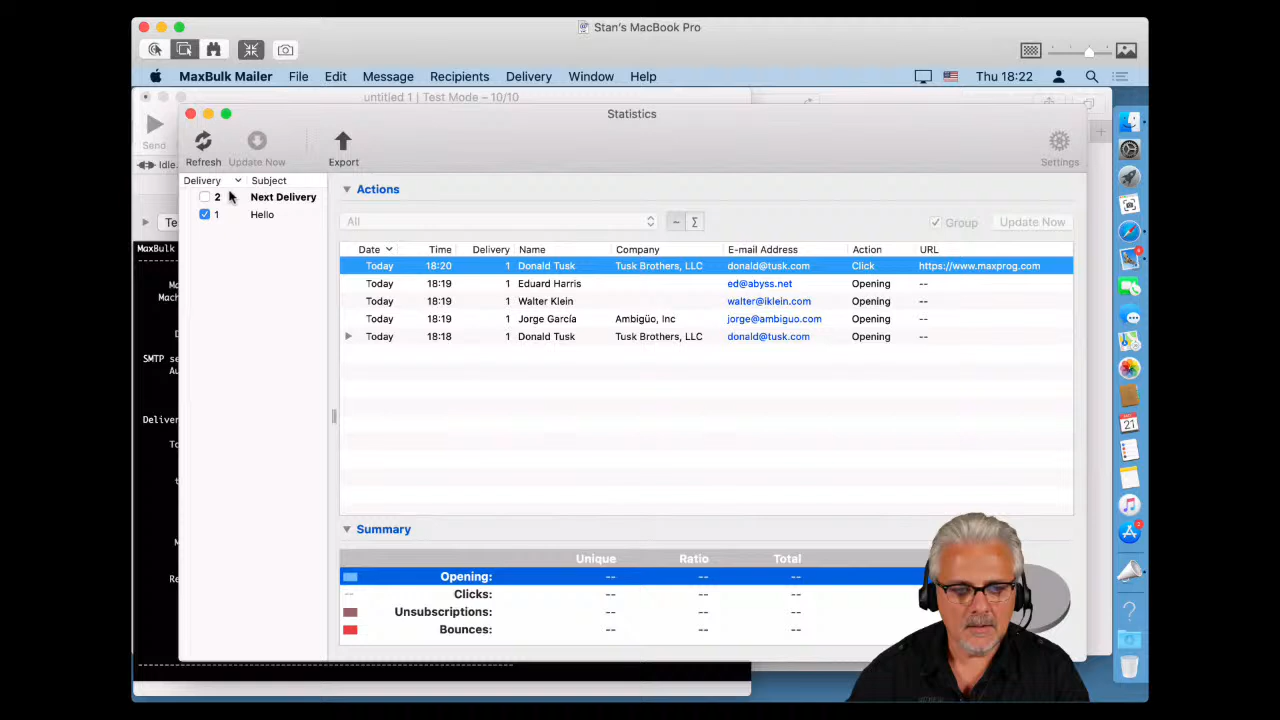 Stan's MacBook Pro
MaxBulk Mailer File Edit Message Recipients Delivery Window Help Thu 18:22
untitled 1 | Test Mode – 10/10
Statistics
Send
Refresh Update Now Export Settings
Idle.
Delivery Subject
2 Next Delivery
1 Hello
Actions
All
~ Σ Group Update Now
Te
MaxBulk
Date Time Delivery Name Company E-mail Address Action URL
Today 18:20 1 Donald Tusk Tusk Brothers, LLC donald@tusk.com Click https://www.maxprog.com
Today 18:19 1 Eduard Harris ed@abyss.net Opening --
Today 18:19 1 Walter Klein walter@iklein.com Opening --
Today 18:19 1 Jorge García Ambigüo, Inc jorge@ambiguo.com Opening --
Today 18:18 1 Donald Tusk Tusk Brothers, LLC donald@tusk.com Opening --
Mach
SMTP se
Au
Deliver
To
Re
Summary
Unique Ratio Total
Opening: -- -- --
Clicks: -- -- --
Unsubscriptions: -- -- --
Bounces: -- -- --